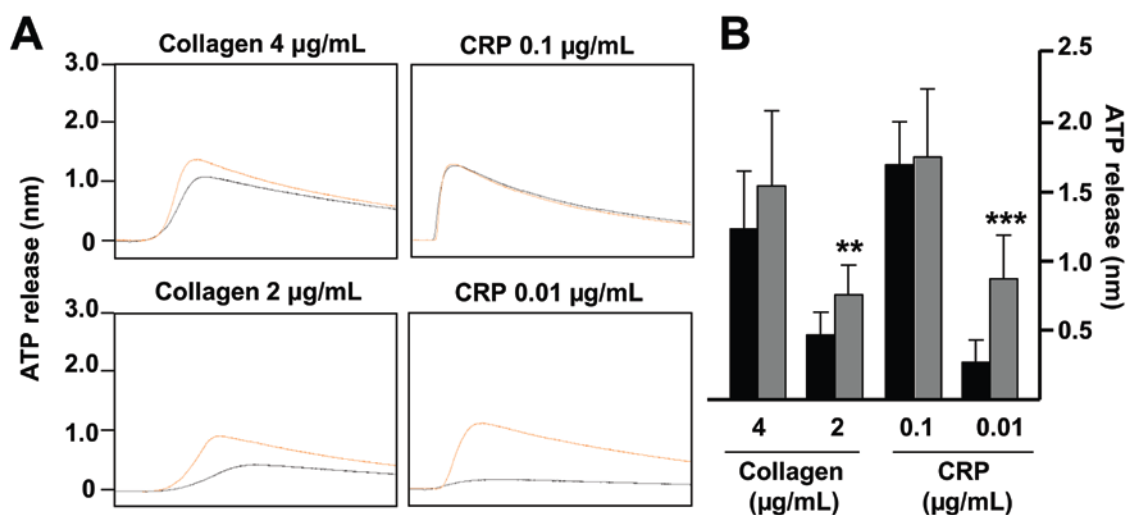 A
Collagen 4 µg/mL
CRP 0.1 µg/mL
3.0
2.0
1.0
0
Collagen 2 µg/mL
CRP 0.01 µg/mL
3.0
2.0
1.0
0
ATP release (nm)
B
2.5
2.0
1.5
1.0
0.5
ATP release (nm)
**
***
4 2 0.1 0.01
Collagen CRP
(µg/mL) (µg/mL)